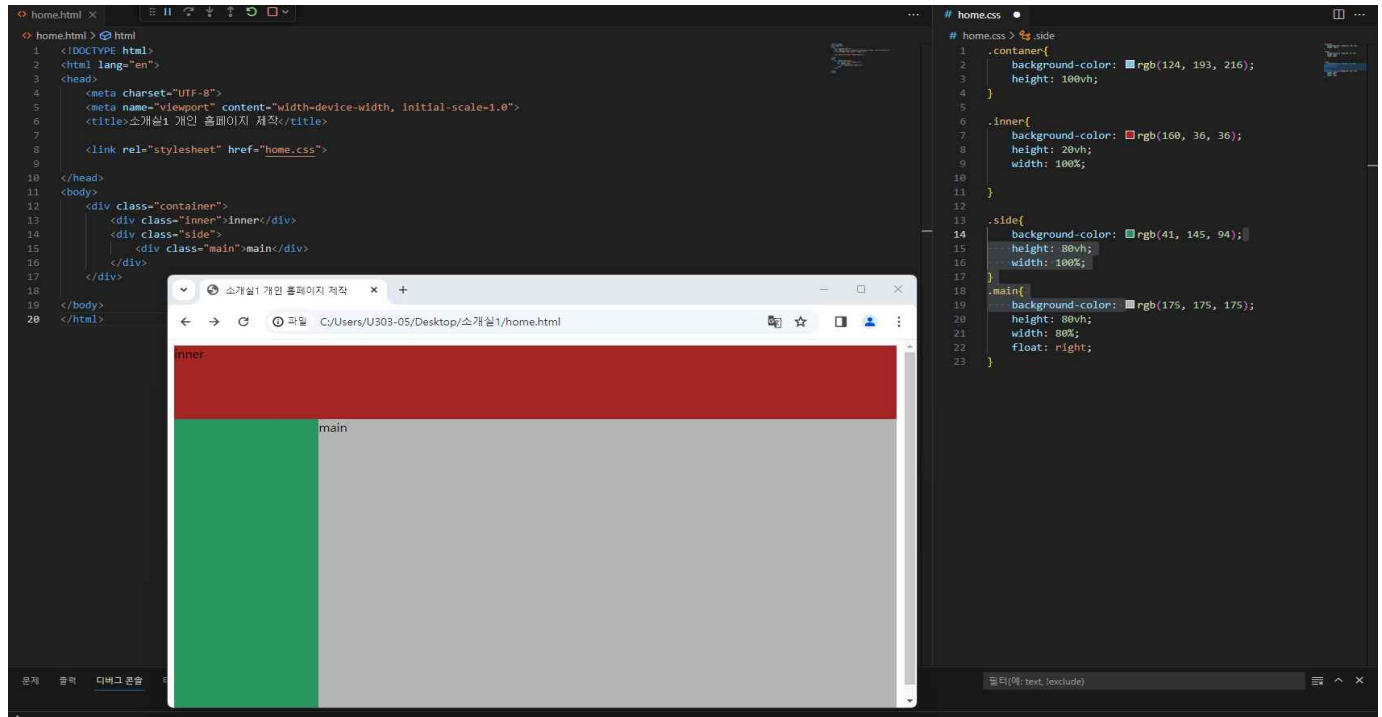 home.html
# home.css
home.html > html
# home.css > .side
1 <!DOCTYPE html>
2 <html lang="en">
3 <head>
4 <meta charset="UTF-8">
5 <meta name="viewport" content="width=device-width, initial-scale=1.0">
6 <title>소개실1 개인 홈페이지 제작</title>
7
8 <link rel="stylesheet" href="home.css">
9
10 </head>
11 <body>
12 <div class="container">
13 <div class="inner">inner</div>
14 <div class="side">
15 <div class="main">main</div>
16 </div>
17 </div>
18
19 </body>
20 </html>
1 .contaner{
2 background-color: rgb(124, 193, 216);
3 height: 100vh;
4 }
5
6 .inner{
7 background-color: rgb(160, 36, 36);
8 height: 20vh;
9 width: 100%;
10
11 }
12
13 .side{
14 background-color: rgb(41, 145, 94);
15 height: 80vh;
16 width: 100%;
17 }
18 .main{
19 background-color: rgb(175, 175, 175);
20 height: 80vh;
21 width: 80%;
22 float: right;
23 }
소개실1 개인 홈페이지 제작
파일 C:/Users/U303-05/Desktop/소개실1/home.html
inner
main
문제 출력 디버그 콘솔
필터(예: text, !exclude)